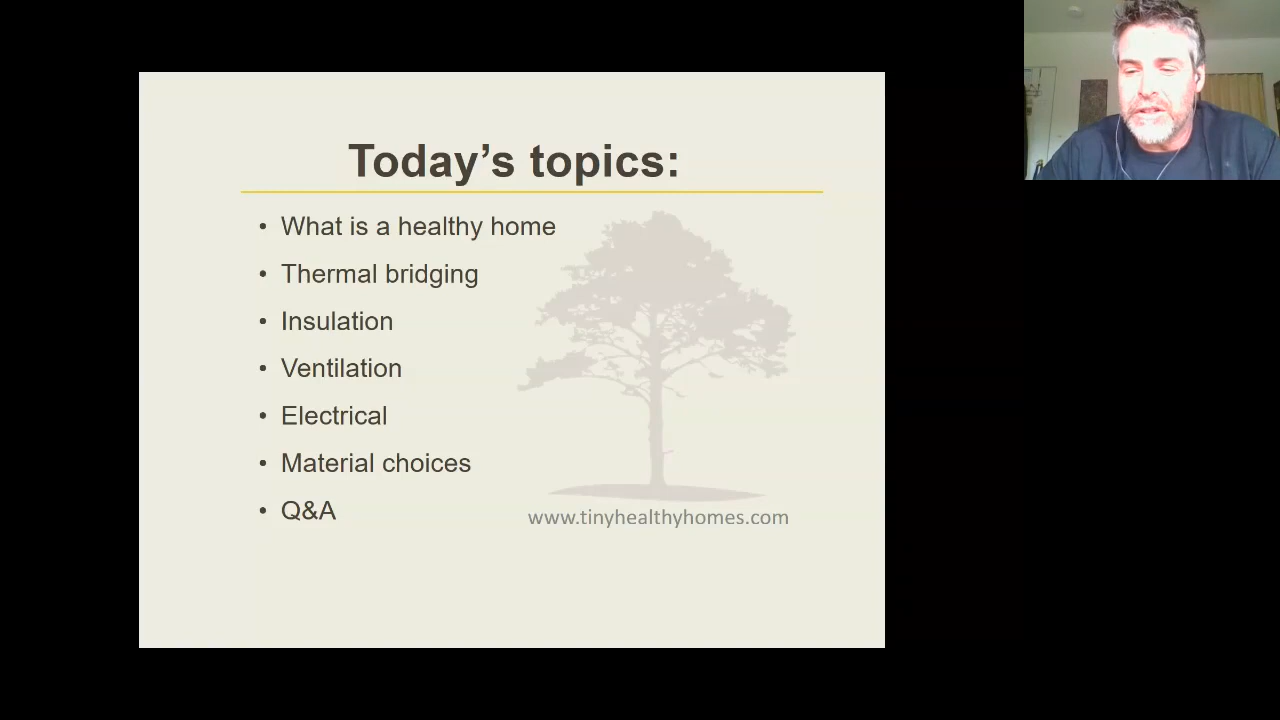 Today’s topics:
• What is a healthy home
• Thermal bridging
• Insulation
• Ventilation
• Electrical
• Material choices
• Q&A
www.tinyhealthyhomes.com